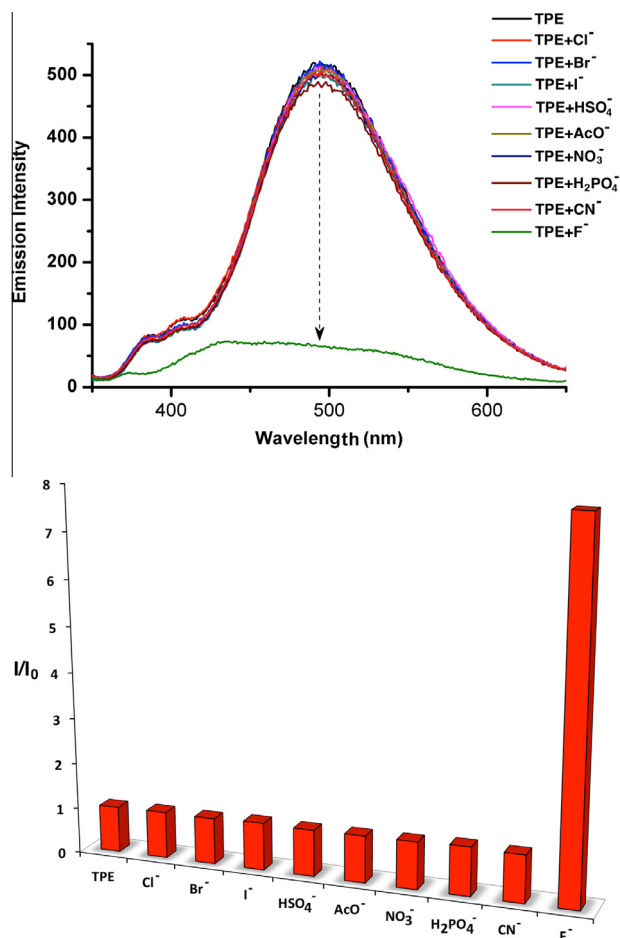 TPE
TPE+Cl⁻
TPE+Br⁻
TPE+I⁻
TPE+HSO₄⁻
TPE+AcO⁻
TPE+NO₃⁻
TPE+H₂PO₄⁻
TPE+CN⁻
TPE+F⁻
500
400
300
200
100
0
Emission Intensity
400 500 600
Wavelength (nm)
8
7
6
5
4
3
2
1
0
I/I₀
TPE Cl⁻ Br⁻ I⁻ HSO₄⁻ AcO⁻ NO₃⁻ H₂PO₄⁻ CN⁻ F⁻